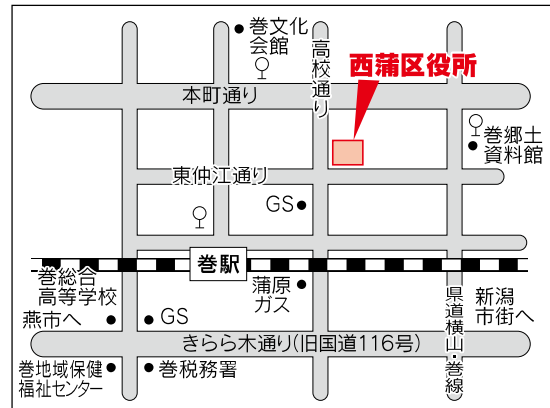 巻文化
会館
高校通り
西蒲区役所
本町通り
巻郷土
資料館
東仲江通り
GS
巻駅
巻総合
高等学校
蒲原
ガス
県道横山・巻線
新潟
市街へ
燕市へ
GS
きらら木通り(旧国道116号)
巻地域保健
福祉センター
巻税務署